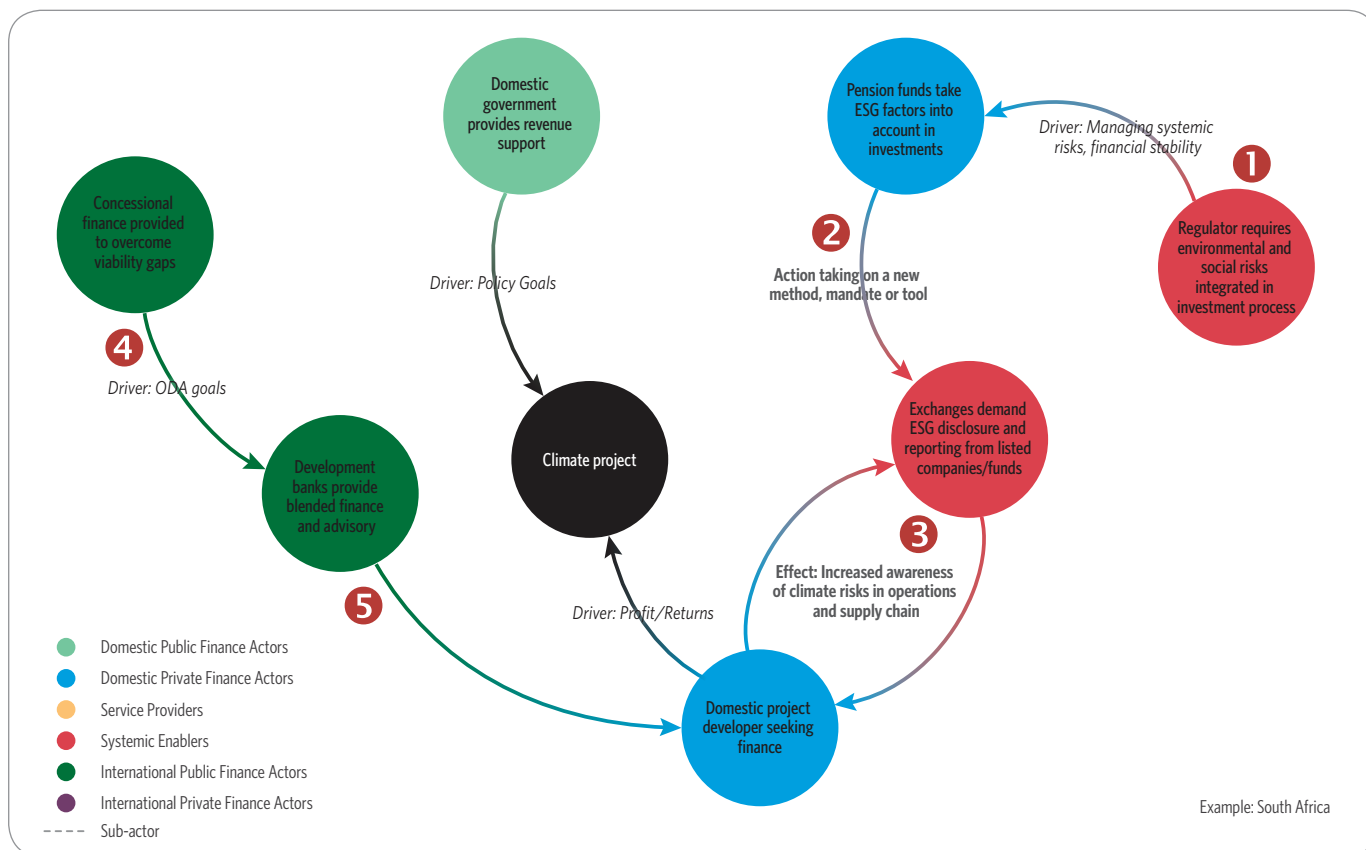 Domestic
government
provides revenue
support
Pension funds take
ESG factors into
account in
investments
Driver: Managing systemic
risks, financial stability
1
Regulator requires
environmental and
social risks
integrated in
investment process
Concessional
finance provided
to overcome
viability gaps
2
Action taking on a new
method, mandate or tool
Driver: Policy Goals
4
Driver: ODA goals
Development
banks provide
blended finance
and advisory
Climate project
Exchanges demand
ESG disclosure and
reporting from listed
companies/funds
3
Effect: Increased awareness
of climate risks in operations
and supply chain
5
Driver: Profit/Returns
Domestic project
developer seeking
finance
Domestic Public Finance Actors
Domestic Private Finance Actors
Service Providers
Systemic Enablers
International Public Finance Actors
International Private Finance Actors
Sub-actor
Example: South Africa